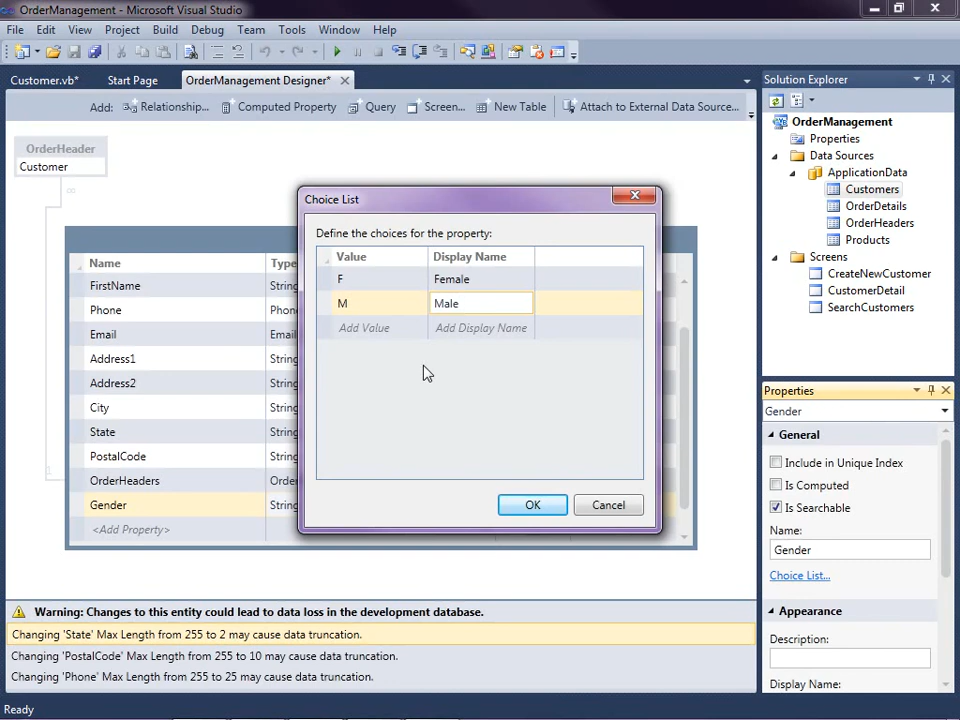 OrderManagement - Microsoft Visual Studio
File Edit View Project Build Debug Team Tools Window Help
Customer.vb* Start Page OrderManagement Designer*
Add: Relationship... Computed Property Query Screen... New Table Attach to External Data Source...
OrderHeader
Customer
∞
1
Name Type
FirstName String
Phone String
Email Email
Address1 String
Address2 String
City String
State String
PostalCode String
OrderHeaders Order
Gender String
<Add Property>
Choice List
Define the choices for the property:
Value Display Name
F Female
M Male
Add Value Add Display Name
OK Cancel
Warning: Changes to this entity could lead to data loss in the development database.
Changing 'State' Max Length from 255 to 2 may cause data truncation.
Changing 'PostalCode' Max Length from 255 to 10 may cause data truncation.
Changing 'Phone' Max Length from 255 to 25 may cause data truncation.
Ready
Solution Explorer
OrderManagement
Properties
Data Sources
ApplicationData
Customers
OrderDetails
OrderHeaders
Products
Screens
CreateNewCustomer
CustomerDetail
SearchCustomers
Properties
Gender
General
Include in Unique Index
Is Computed
Is Searchable
Name:
Gender
Choice List...
Appearance
Description:
Display Name: